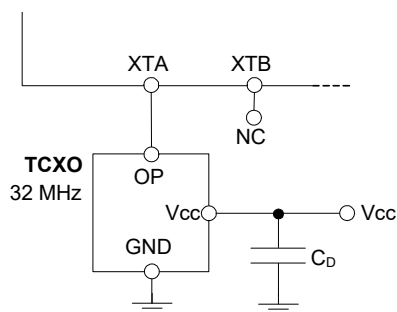 XTA XTB
NC
TCXO
32 MHz
OP
Vcc Vcc
GND
CD